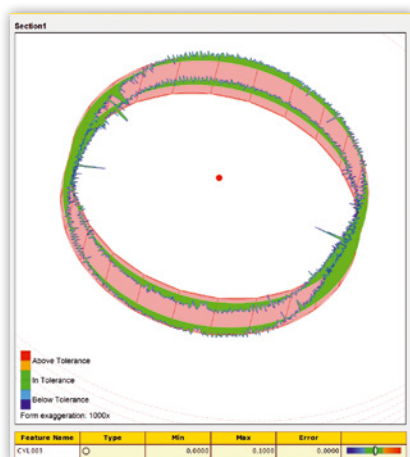 Section1
Above Tolerance
In Tolerance
Below Tolerance
Form exaggeration: 1000x
Feature Name Type Min Max Error
CYL003 0.0000 0.1000 0.0000